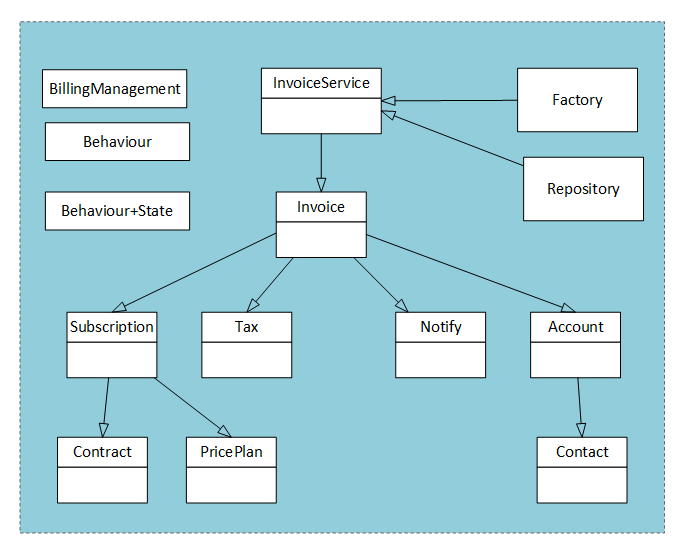 BillingManagement
InvoiceService
Factory
Behaviour
Repository
Behaviour+State
Invoice
Subscription
Tax
Notify
Account
Contract
PricePlan
Contact